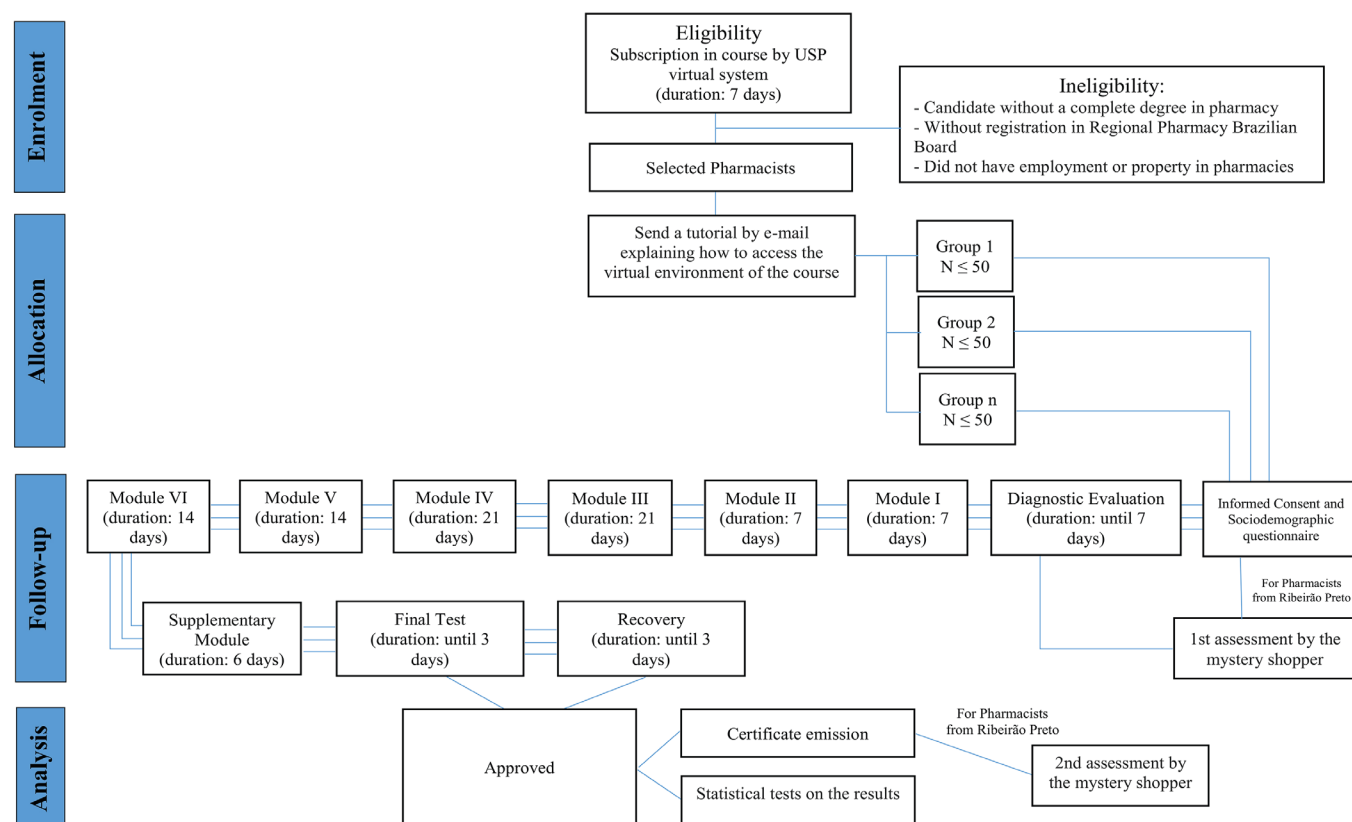 Enrolment
Eligibility
Subscription in course by USP
virtual system
(duration: 7 days)
Ineligibility:
- Candidate without a complete degree in pharmacy
- Without registration in Regional Pharmacy Brazilian
Board
- Did not have employment or property in pharmacies
Selected Pharmacists
Allocation
Send a tutorial by e-mail
explaining how to access the
virtual environment of the course
Group 1
N ≤ 50
Group 2
N ≤ 50
Group n
N ≤ 50
Follow-up
Module VI
(duration: 14
days)
Module V
(duration: 14
days)
Module IV
(duration: 21
days)
Module III
(duration: 21
days)
Module II
(duration: 7
days)
Module I
(duration: 7
days)
Diagnostic Evaluation
(duration: until 7
days)
Informed Consent and
Sociodemographic
questionnaire
For Pharmacists
from Ribeirão Preto
Supplementary
Module
(duration: 6 days)
Final Test
(duration: until 3
days)
Recovery
(duration: until 3
days)
1st assessment by the
mystery shopper
Analysis
Approved
Certificate emission
Statistical tests on the results
For Pharmacists
from Ribeirão Preto
2nd assessment by
the mystery shopper